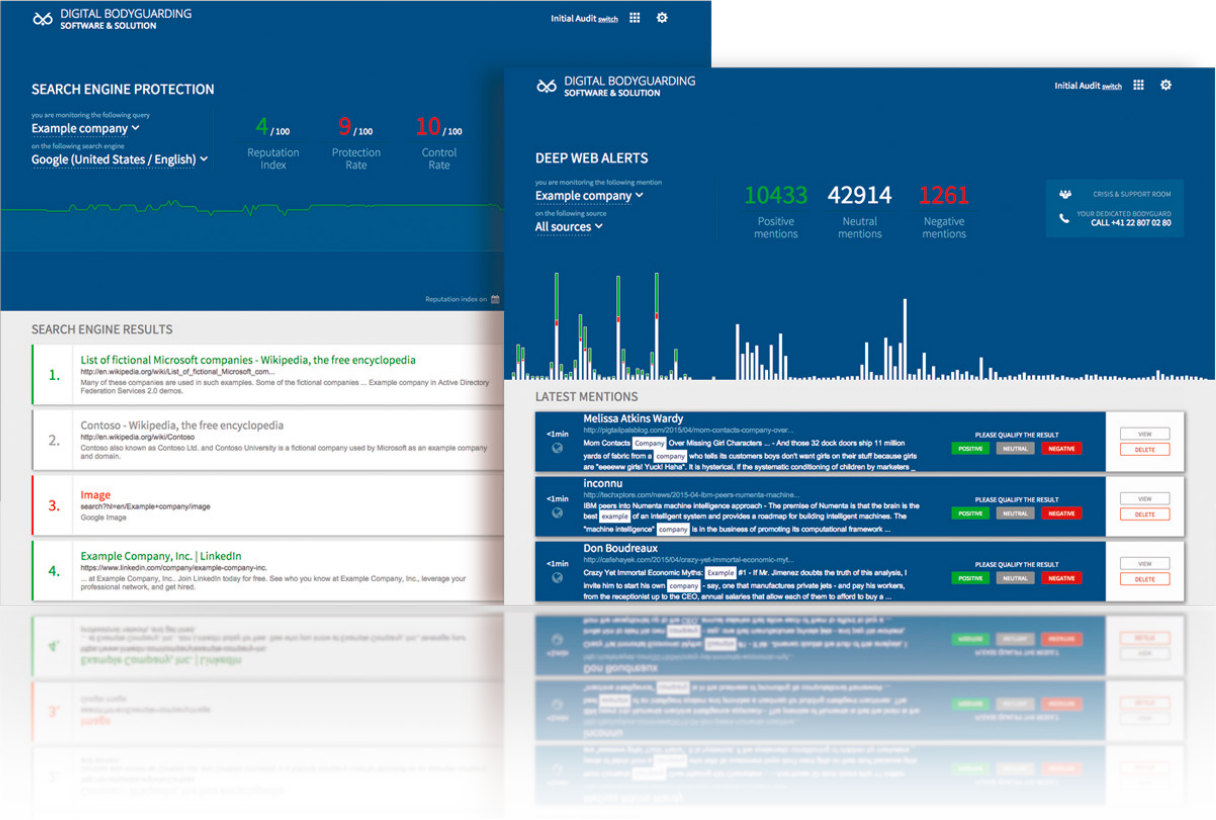 DIGITAL BODYGUARDING
SOFTWARE & SOLUTION
Initial Audit switch
SEARCH ENGINE PROTECTION
you are monitoring the following query
Example company
on the following search engine
Google (United States / English)
4 / 100
Reputation
Index
9 / 100
Protection
Rate
10 / 100
Control
Rate
Reputation index on
SEARCH ENGINE RESULTS
1.
List of fictional Microsoft companies - Wikipedia, the free encyclopedia
http://en.wikipedia.org/wiki/List_of_fictional_Microsoft_com...
Many of these companies are used in such examples. Some of the fictional companies ... Example company in Active Directory
Federation Services 2.0 demos.
2.
Contoso - Wikipedia, the free encyclopedia
http://en.wikipedia.org/wiki/Contoso
Contoso also known as Contoso Ltd. and Contoso University is a fictional company used by Microsoft as an example company
and domain.
3.
Image
search?hl=en/Example+company/image
Google Image
4.
Example Company, Inc. | LinkedIn
https://www.linkedin.com/company/example-company-inc.
... at Example Company, Inc. Join LinkedIn today for free. See who you know at Example Company, Inc., leverage your
professional network, and get hired.
DIGITAL BODYGUARDING
SOFTWARE & SOLUTION
Initial Audit switch
DEEP WEB ALERTS
you are monitoring the following mention
Example company
on the following source
All sources
10433
Positive
mentions
42914
Neutral
mentions
1261
Negative
mentions
CRISIS & SUPPORT ROOM
YOUR DEDICATED BODYGUARD
CALL +41 22 807 02 80
LATEST MENTIONS
<1min
Melissa Atkins Wardy
http://pigtailpalsblog.com/2015/04/mom-contacts-company-over...
Mom Contacts Company Over Missing Girl Characters ... - And those 32 dock doors ship 11 million
yards of fabric from a company who tells its customers boys don't want girls on their stuff because girls
are "eeeeww girls! Yuck! Haha". It is hysterical, if the systematic conditioning of children by marketers _
PLEASE QUALIFY THE RESULT
POSITIVE NEUTRAL NEGATIVE
VIEW
DELETE
<1min
inconnu
http://techxplore.com/news/2015-04-ibm-peers-numenta-machine...
IBM peers into Numenta machine intelligence approach - The premise of Numenta is that the brain is the
best example of an intelligent system and provides a roadmap for building intelligent machines. The
"machine intelligence" company is in the business of promoting its computational framework ...
PLEASE QUALIFY THE RESULT
POSITIVE NEUTRAL NEGATIVE
VIEW
DELETE
<1min
Don Boudreaux
http://cafehayek.com/2015/04/crazy-yet-immortal-economic-myt...
Crazy Yet Immortal Economic Myths: Example #1 - If Mr. Jimenez doubts the truth of this analysis, I
invite him to start his own company - say, one that manufactures private jets - and pay his workers,
from the receptionist up to the CEO, annual salaries that allow each of them to afford to buy a ...
PLEASE QUALIFY THE RESULT
POSITIVE NEUTRAL NEGATIVE
VIEW
DELETE